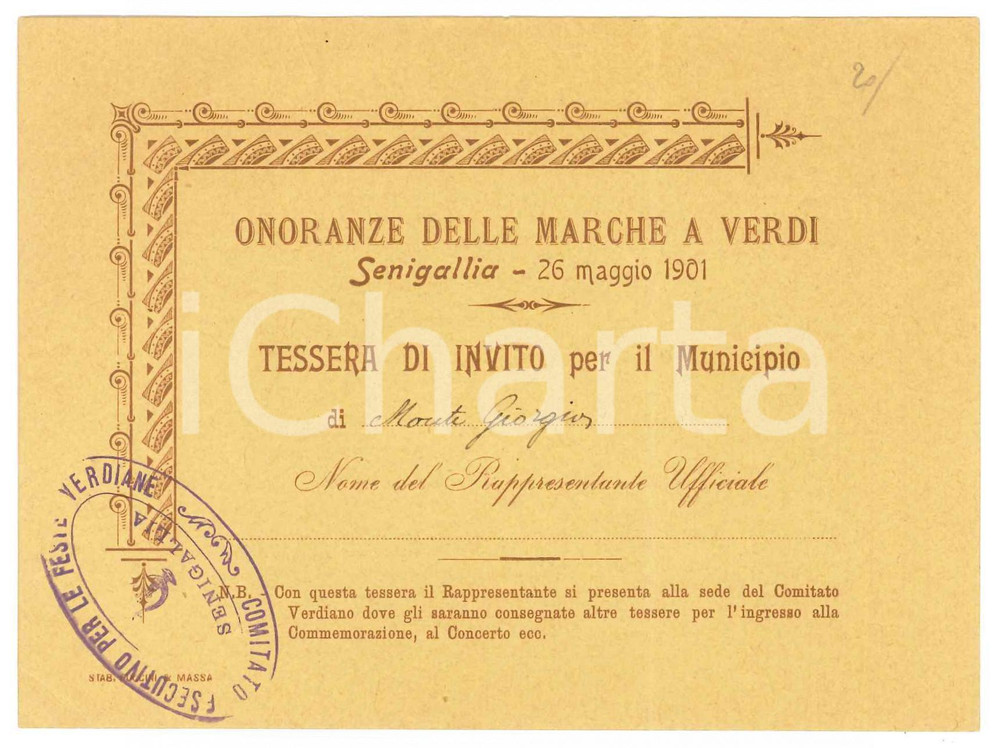 20/
ONORANZE DELLE MARCHE A VERDI
Senigallia - 26 maggio 1901
TESSERA DI INVITO per il Municipio
di Monte Giorgio
Nome del Rappresentante Ufficiale
N.B. Con questa tessera il Rappresentante si presenta alla sede del Comitato
Verdiano dove gli saranno consegnate altre tessere per l'ingresso alla
Commemorazione, al Concerto ecc.
COMITATO ESECUTIVO PER LE FESTE VERDIANE
SENIGALLIA
STAB. PUCCINI & MASSA
iCharta